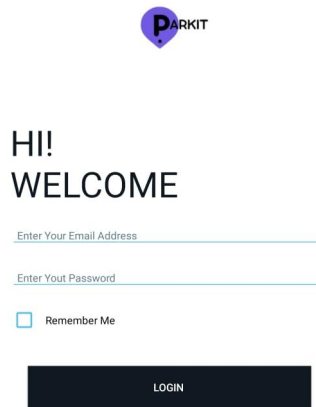 PARKIT
HI!
WELCOME
Enter Your Email Address
Enter Yout Password
Remember Me
LOGIN